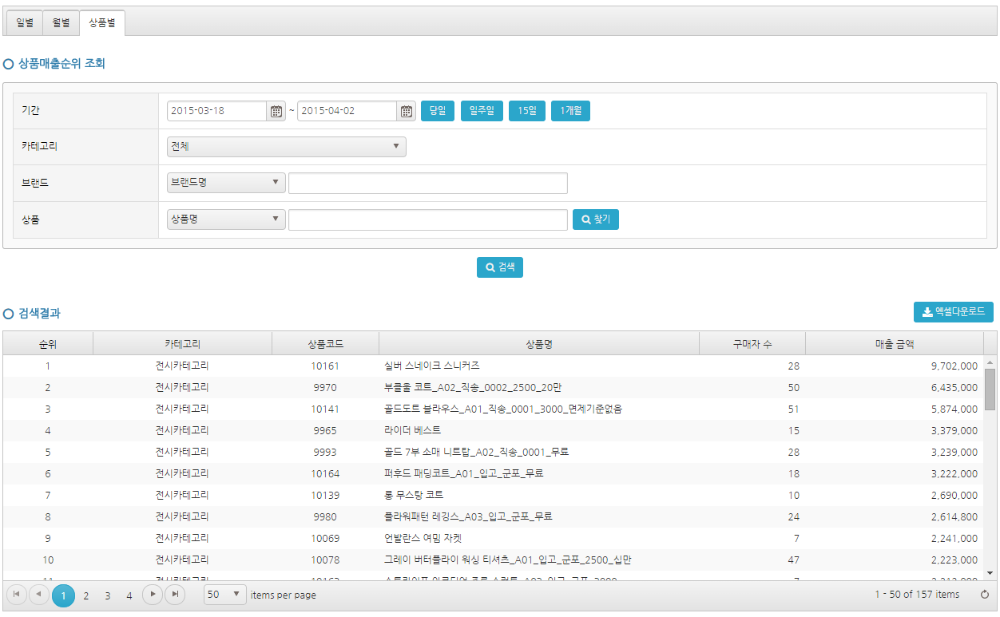 일별 월별 상품별
상품매출순위 조회
기간 2015-03-18 ~ 2015-04-02 당일 일주일 15일 1개월
카테고리 전체
브랜드 브랜드명
상품 상품명 찾기
검색
검색결과 엑셀다운로드
순위 카테고리 상품코드 상품명 구매자 수 매출 금액
1 전시카테고리 10161 실버 스네이크 스니커즈 28 9,702,000
2 전시카테고리 9970 부클울 코트_A02_직송_0002_2500_20만 50 6,435,000
3 전시카테고리 10141 골드도트 블라우스_A01_직송_0001_3000_면제기준없음 51 5,874,000
4 전시카테고리 9965 라이더 베스트 15 3,379,000
5 전시카테고리 9993 골드 7부 소매 니트탑_A02_직송_0001_무료 28 3,239,000
6 전시카테고리 10164 퍼후드 패딩코트_A01_입고_군포_무료 18 3,222,000
7 전시카테고리 10139 롱 무스탕 코트 10 2,690,000
8 전시카테고리 9980 플라워패턴 레깅스_A03_입고_군포_무료 24 2,614,800
9 전시카테고리 10069 언발란스 여밈 자켓 7 2,241,000
10 전시카테고리 10078 그레이 버터플라이 워싱 티셔츠_A01_입고_군포_2500_십만 47 2,223,000
1 2 3 4 50 items per page 1 - 50 of 157 items